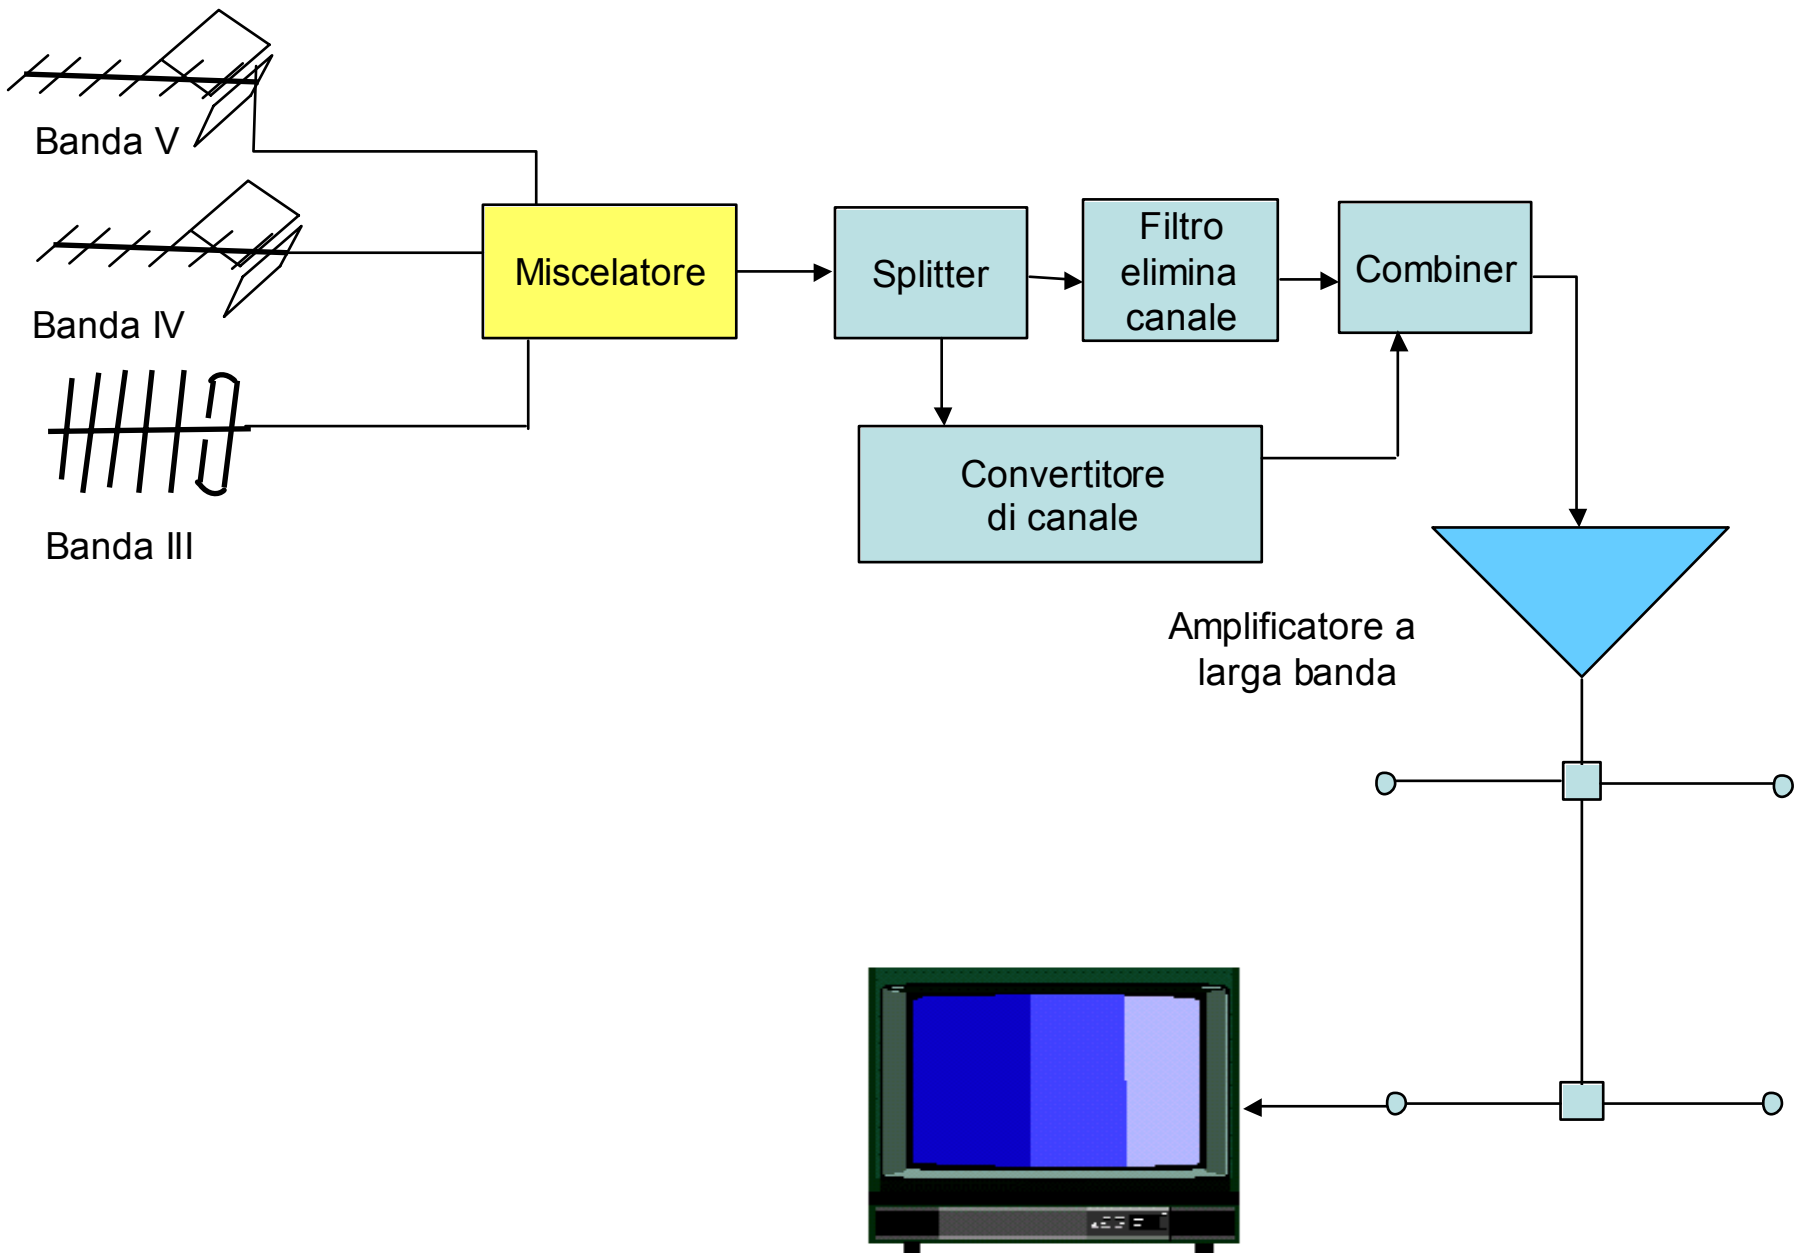 Banda V
Banda IV
Banda III
Miscelatore
Splitter
Filtro
elimina
canale
Combiner
Convertitore
di canale
Amplificatore a
larga banda